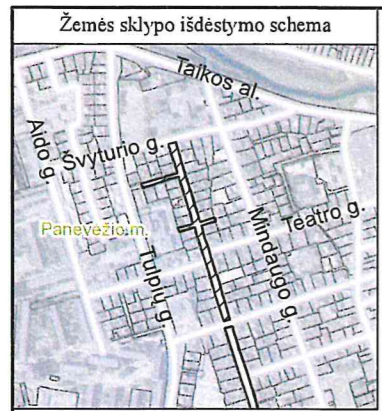 Žemės sklypo išdėstymo schema
Taikos al.
Aido g.
Švyturio g.
Mindaugo g.
Teatro g.
Panevėžio m.
Tulpių g.